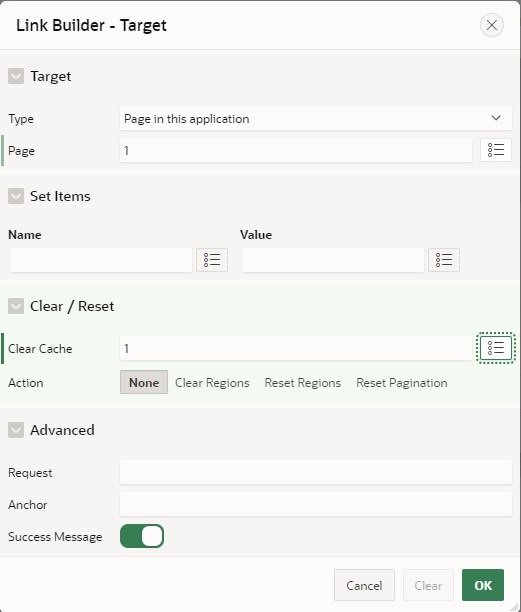 Link Builder - Target
Target
Type Page in this application
Page 1
Set Items
Name Value
Clear / Reset
Clear Cache 1
Action None Clear Regions Reset Regions Reset Pagination
Advanced
Request
Anchor
Success Message
Cancel Clear OK